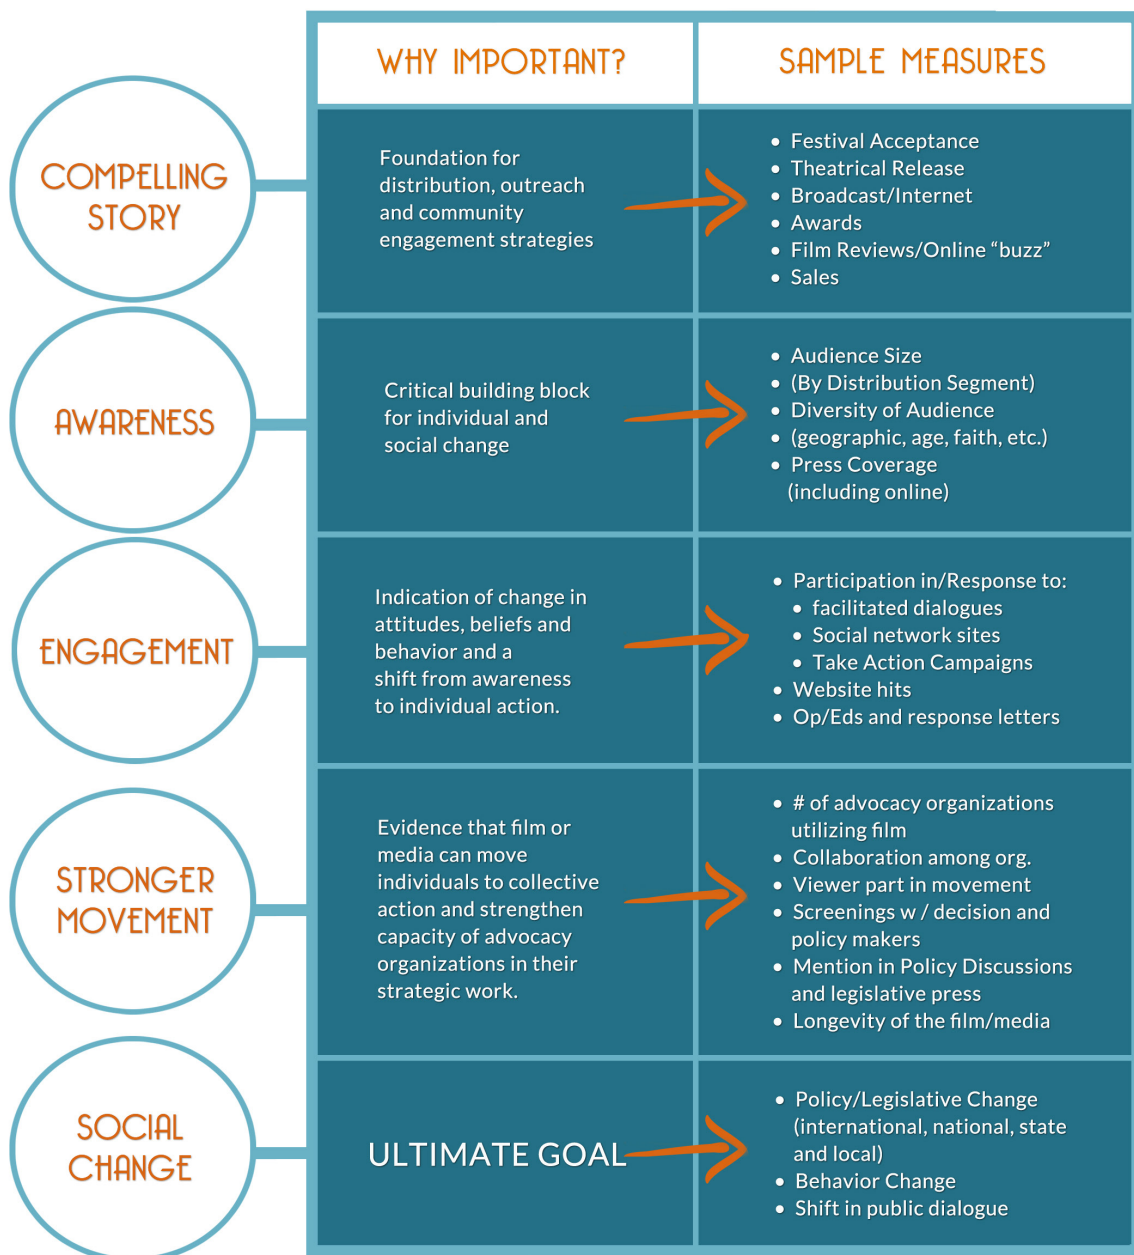 WHY IMPORTANT?
SAMPLE MEASURES
COMPELLING
STORY
Foundation for
distribution, outreach
and community
engagement strategies
• Festival Acceptance
• Theatrical Release
• Broadcast/Internet
• Awards
• Film Reviews/Online “buzz”
• Sales
AWARENESS
Critical building block
for individual and
social change
• Audience Size
• (By Distribution Segment)
• Diversity of Audience
• (geographic, age, faith, etc.)
• Press Coverage
(including online)
ENGAGEMENT
Indication of change in
attitudes, beliefs and
behavior and a
shift from awareness
to individual action.
• Participation in/Response to:
• facilitated dialogues
• Social network sites
• Take Action Campaigns
• Website hits
• Op/Eds and response letters
STRONGER
MOVEMENT
Evidence that film or
media can move
individuals to collective
action and strengthen
capacity of advocacy
organizations in their
strategic work.
• # of advocacy organizations
utilizing film
• Collaboration among org.
• Viewer part in movement
• Screenings w / decision and
policy makers
• Mention in Policy Discussions
and legislative press
• Longevity of the film/media
SOCIAL
CHANGE
ULTIMATE GOAL
• Policy/Legislative Change
(international, national, state
and local)
• Behavior Change
• Shift in public dialogue